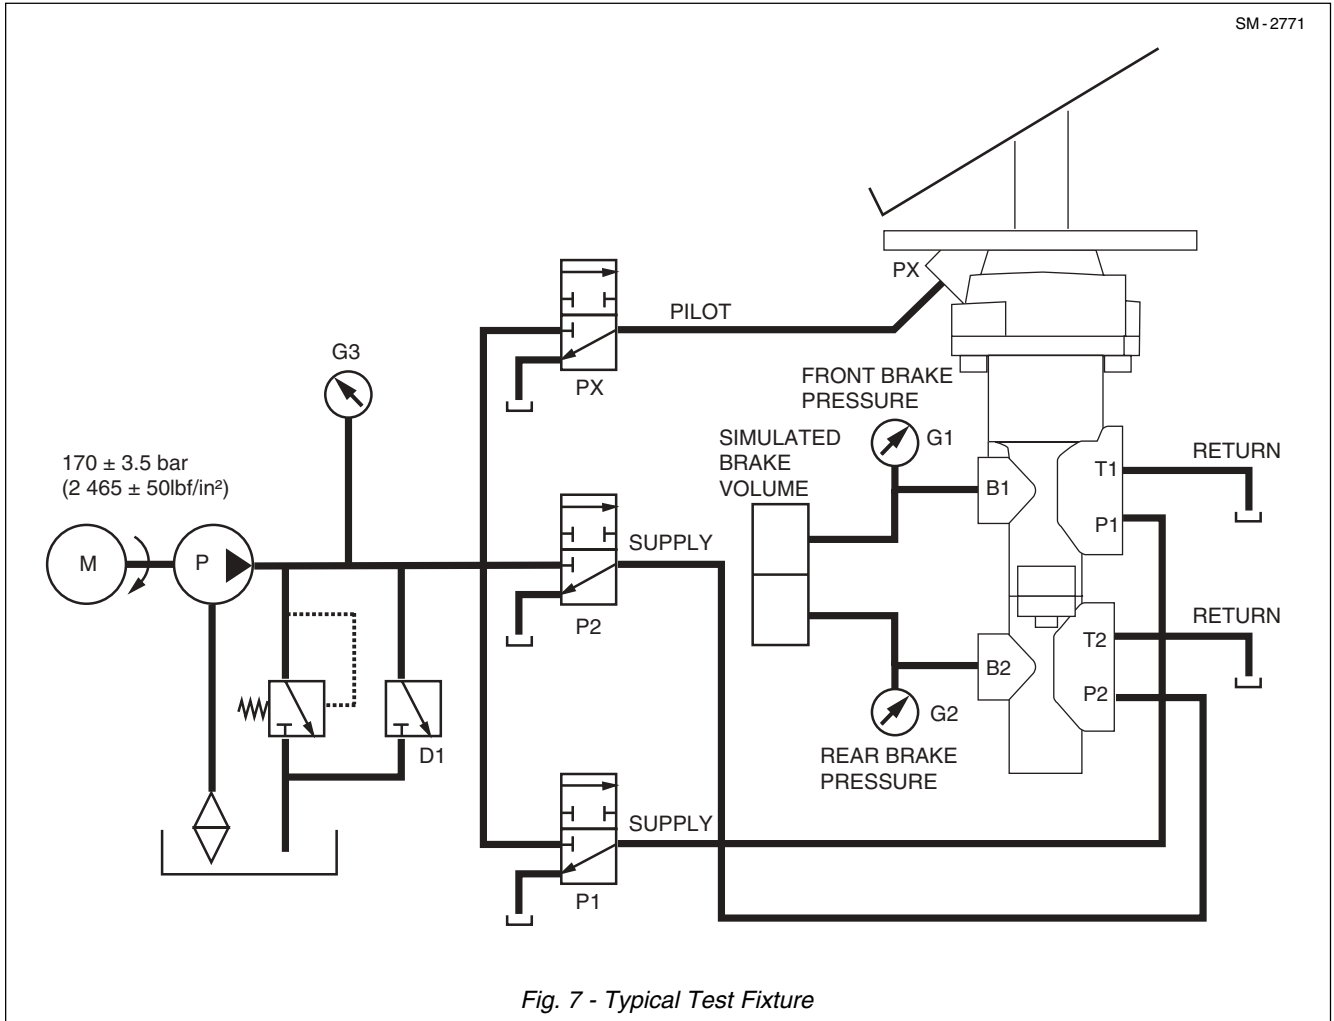 SM - 2771
PX
PILOT
G3
PX
FRONT BRAKE
PRESSURE
G1
SIMULATED
BRAKE
VOLUME
RETURN
T1
170 ± 3.5 bar
(2 465 ± 50lbf/in²)
B1
P1
SUPPLY
M
P
P2
RETURN
T2
B2
P2
G2
D1
REAR BRAKE
PRESSURE
SUPPLY
P1
Fig. 7 - Typical Test Fixture